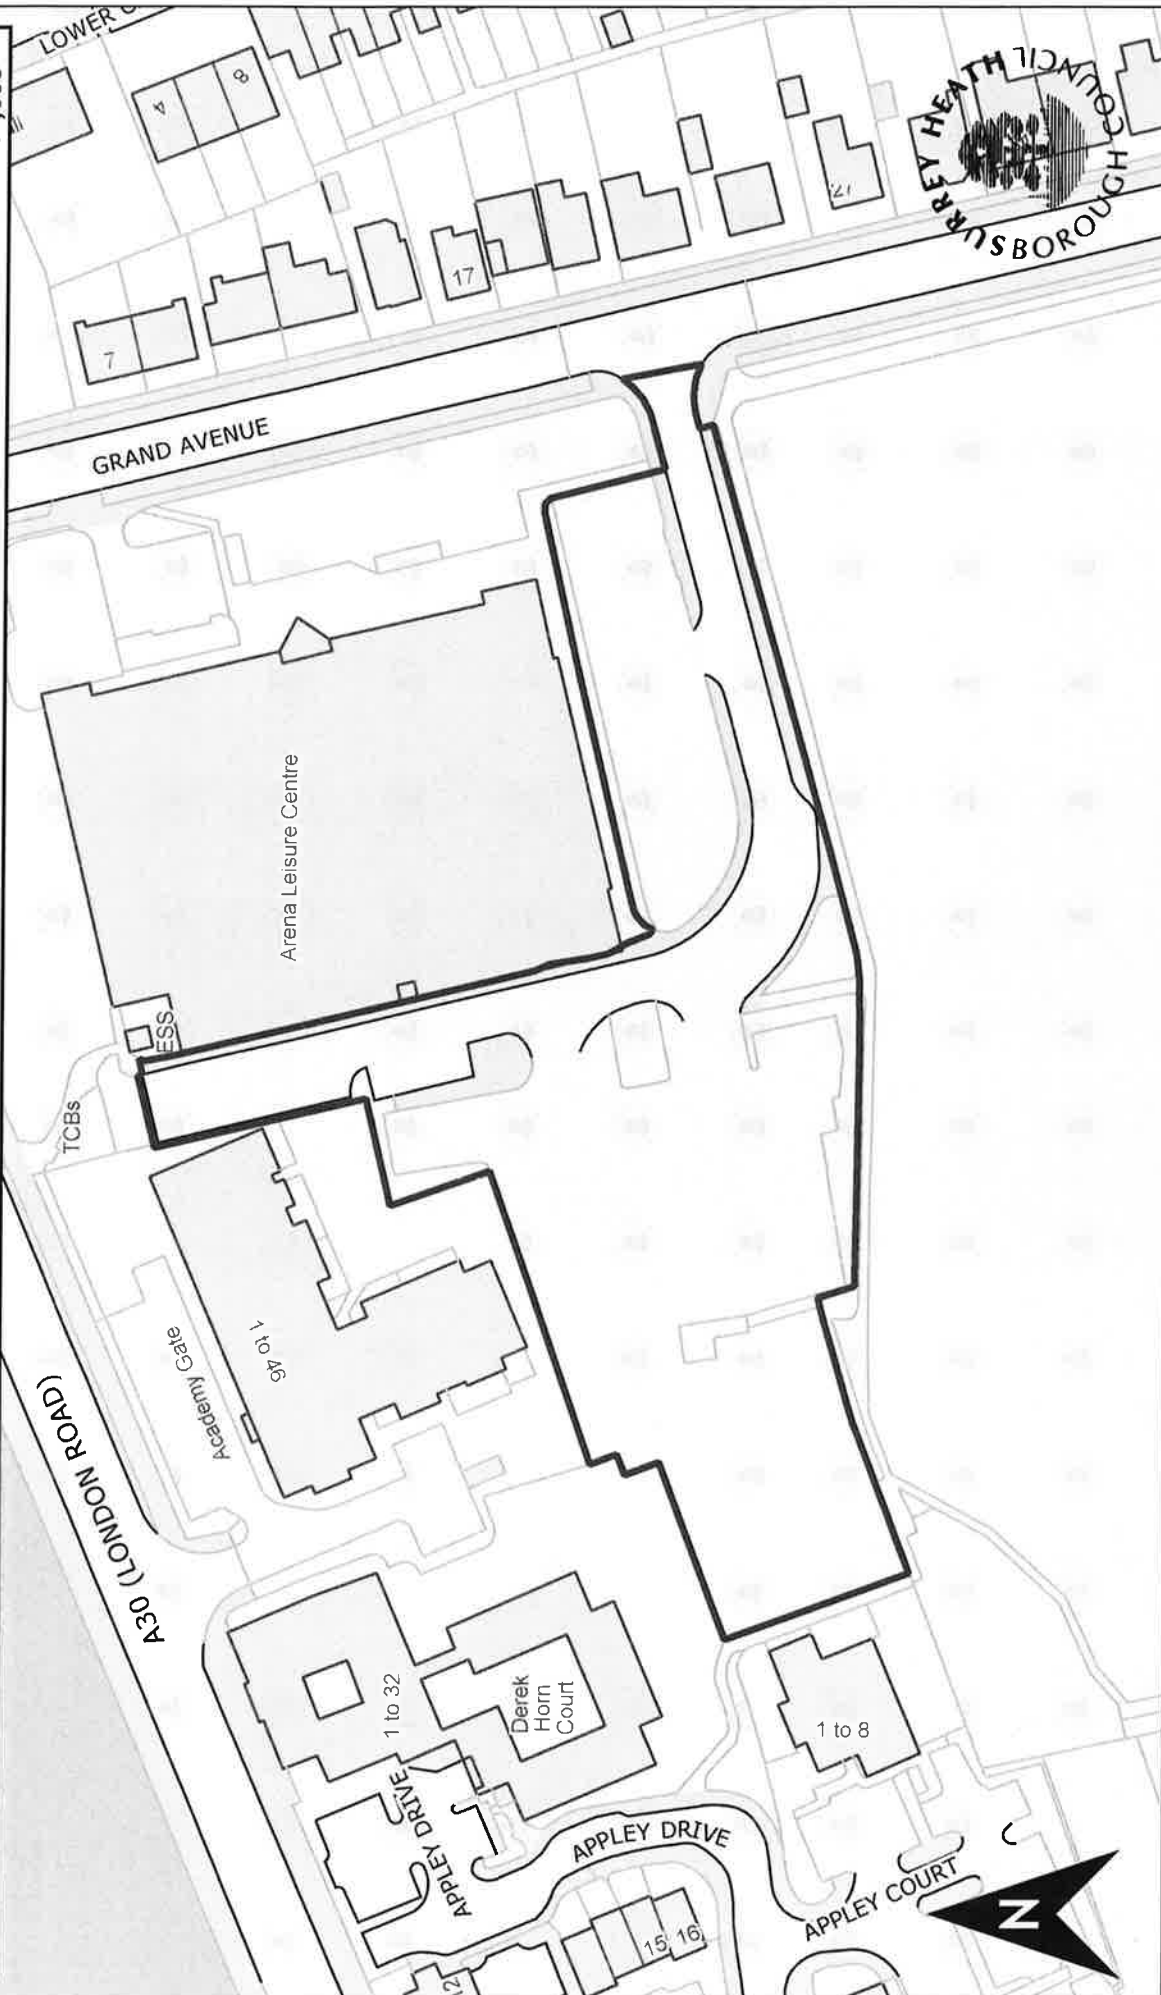 LOWER
4
8
7
17
27
SURREY HEATH
BOROUGH COUNCIL
GRAND AVENUE
Arena Leisure Centre
ESS
TCBs
Academy Gate
1 to 46
A30 (LONDON ROAD)
1 to 32
Derek
Horn
Court
1 to 8
APPLEY DRIVE
APPLEY DRIVE
APPLEY COURT
15
16
12
N